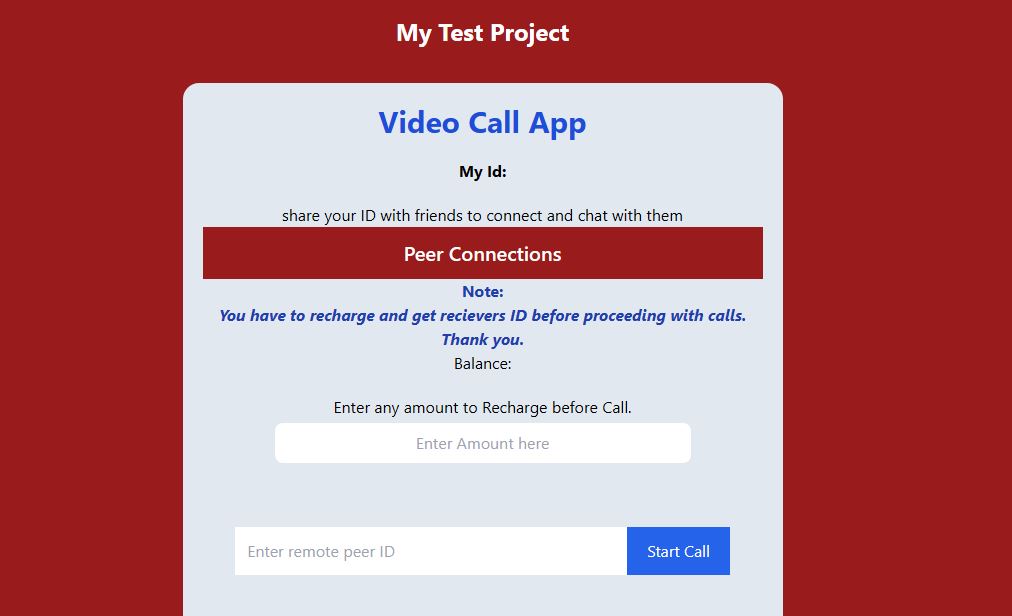 My Test Project
Video Call App
My Id:
share your ID with friends to connect and chat with them
Peer Connections
Note:
You have to recharge and get recievers ID before proceeding with calls.
Thank you.
Balance:
Enter any amount to Recharge before Call.
Enter Amount here
Enter remote peer ID
Start Call